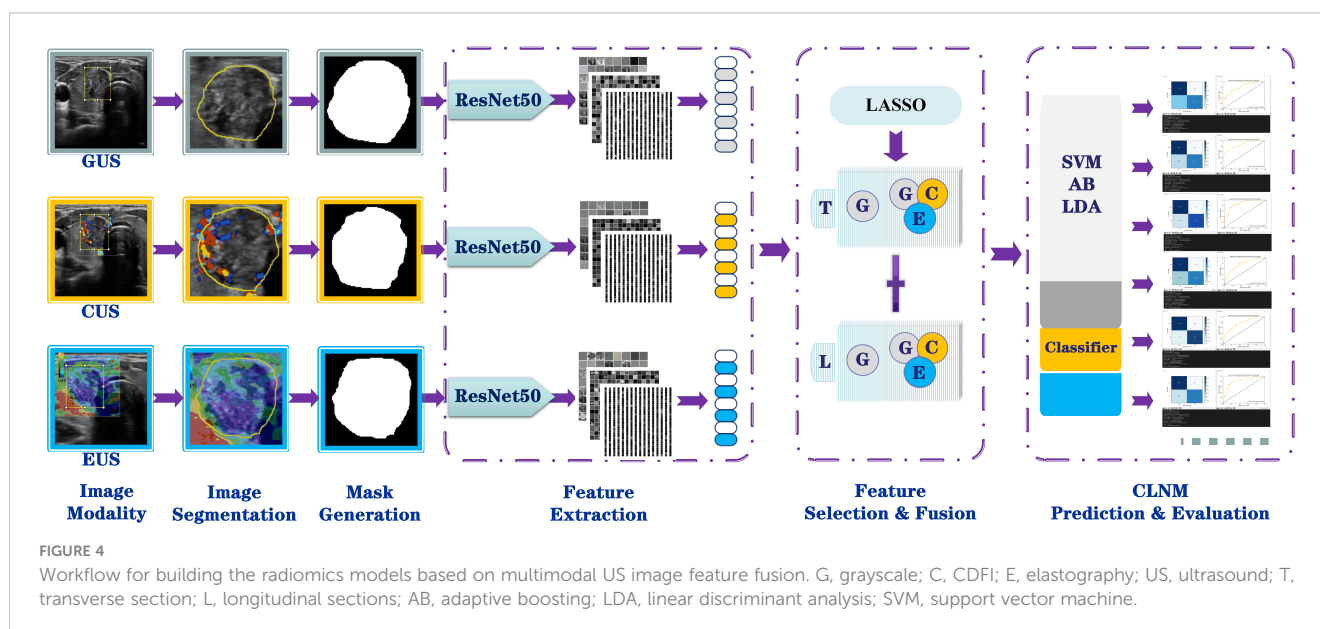 GUS
CUS
EUS
ResNet50
ResNet50
ResNet50
LASSO
T
G
G
C
E
L
G
G
C
E
SVM
AB
LDA
Classifier
Image
Modality
Image
Segmentation
Mask
Generation
Feature
Extraction
Feature
Selection & Fusion
CLNM
Prediction & Evaluation
FIGURE 4
Workflow for building the radiomics models based on multimodal US image feature fusion. G, grayscale; C, CDFI; E, elastography; US, ultrasound; T,
transverse section; L, longitudinal sections; AB, adaptive boosting; LDA, linear discriminant analysis; SVM, support vector machine.